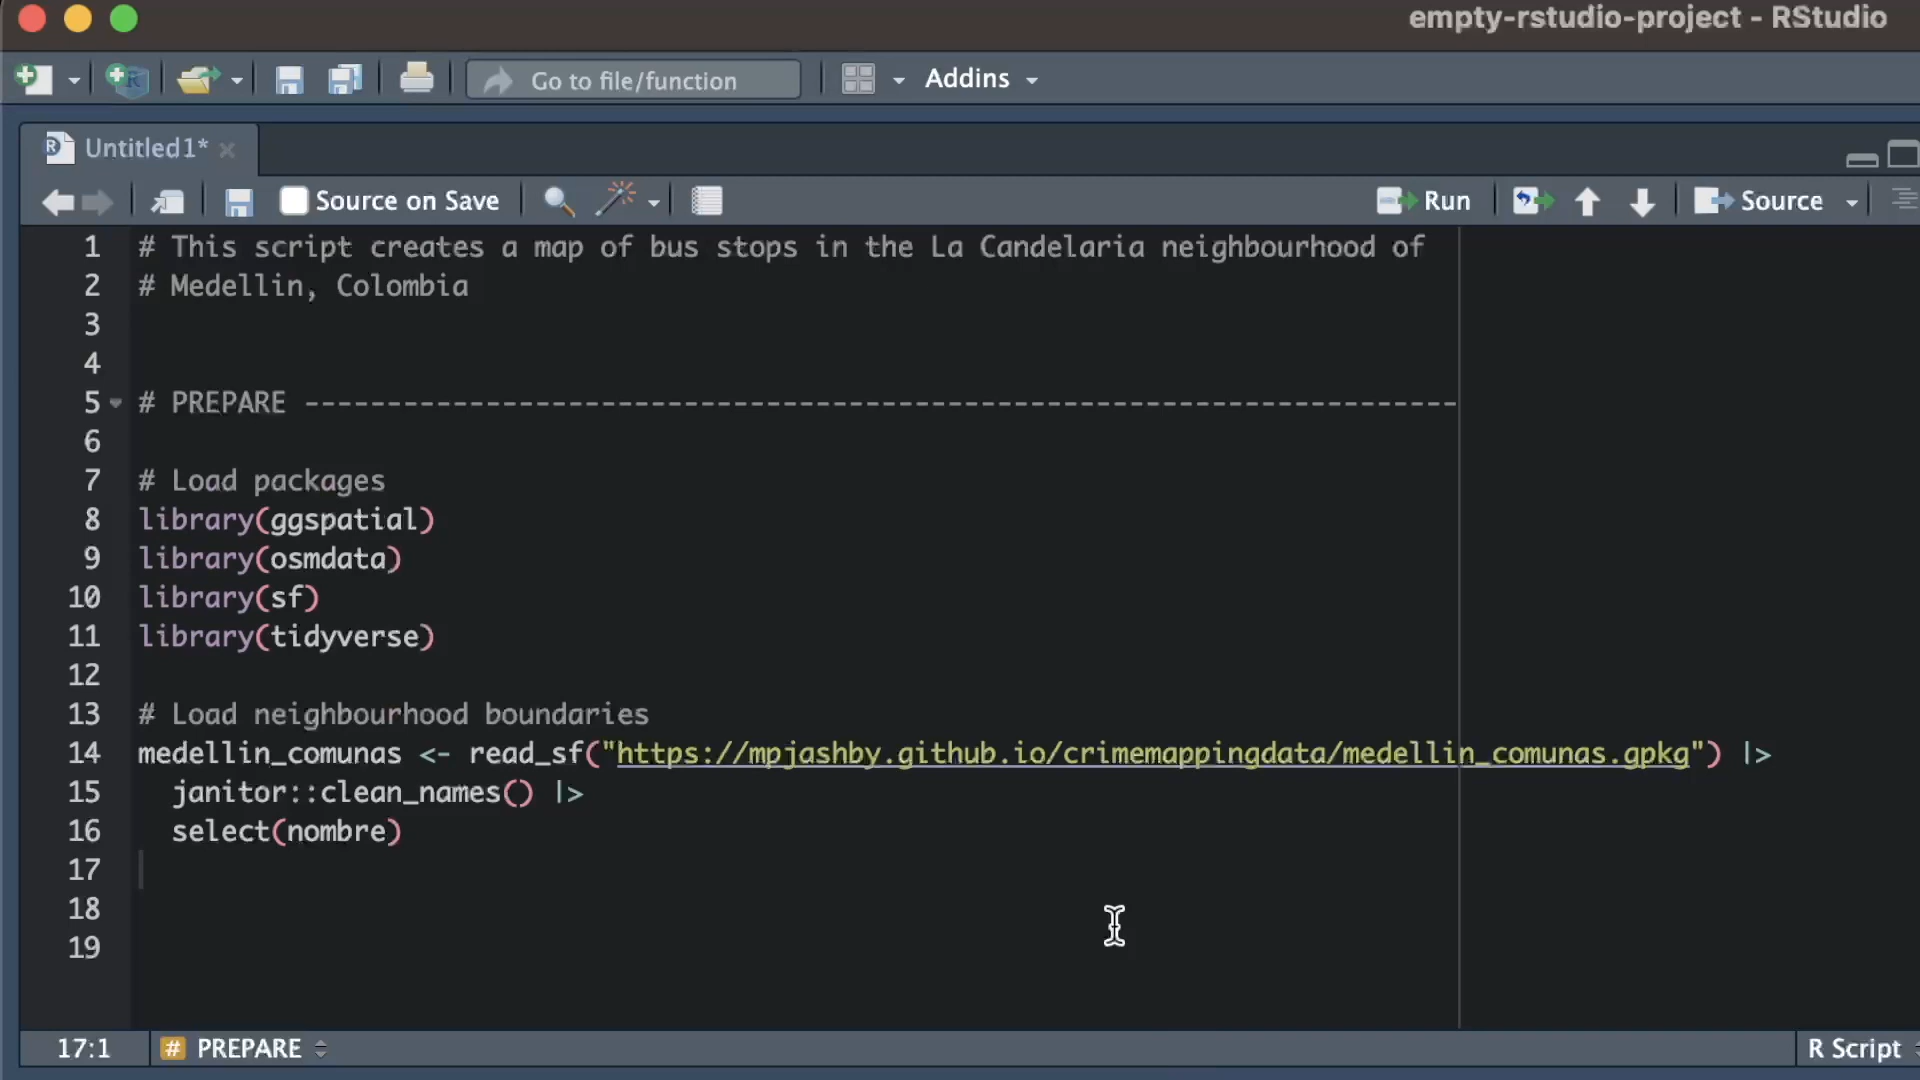 empty-rstudio-project - RStudio
Go to file/function
Addins
Untitled1*
Source on Save
Run
Source
1 # This script creates a map of bus stops in the La Candelaria neighbourhood of
2 # Medellin, Colombia
3
4
5 # PREPARE ----------------------------------------------------------------------
6
7 # Load packages
8 library(ggspatial)
9 library(osmdata)
10 library(sf)
11 library(tidyverse)
12
13 # Load neighbourhood boundaries
14 medellin_comunas <- read_sf("https://mpjashby.github.io/crimemappingdata/medellin_comunas.gpkg") |>
15   janitor::clean_names() |>
16   select(nombre)
17
18
19
17:1
# PREPARE
R Script